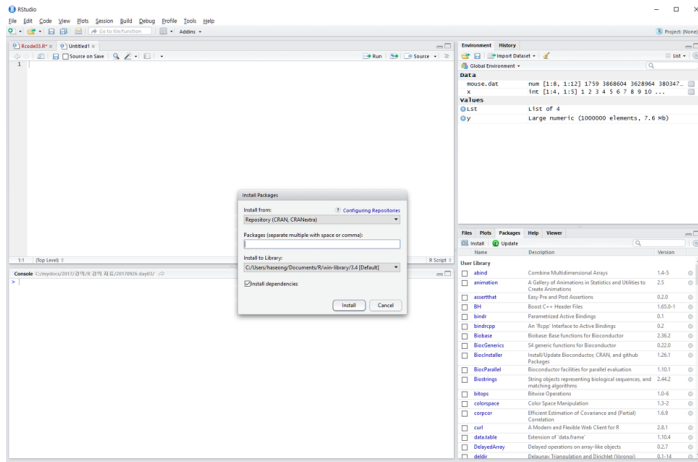 RStudio
File Edit Code View Plots Session Build Debug Profile Tools Help
Go to file/function
Addins
Project: (None)
Rcode03.R* × Untitled1 ×
Source on Save
Run
Source
1
1:1 (Top Level)
R Script
Console
>
Install Packages
Install from:
? Configuring Repositories
Repository (CRAN, CRANextra)
Packages (separate multiple with space or comma):
Install to Library:
C:/Users/haseong/Documents/R/win-library/3.4 [Default]
Install dependencies
Install Cancel
Environment History
Import Dataset
List
Global Environment
Data
mouse.dat num [1:8, 1:12] 1759 3868604 3628964 380347..
x int [1:4, 1:5] 1 2 3 4 5 6 7 8 9 10 ...
Values
Lst List of 4
y Large numeric (1000000 elements, 7.6 Mb)
Files Plots Packages Help Viewer
Install Update
Name Description Version
User Library
abind Combine Multidimensional Arrays 1.4-5
animation A Gallery of Animations in Statistics and Utilities to 2.5
Create Animations
assertthat Easy Pre and Post Assertions 0.2.0
BH Boost C++ Header Files 1.65.0-1
bindr Parametrized Active Bindings 0.1
bindrcpp An 'Rcpp' Interface to Active Bindings 0.2
Biobase Biobase: Base functions for Bioconductor 2.36.2
BiocGenerics S4 generic functions for Bioconductor 0.22.0
BiocInstaller Install/Update Bioconductor, CRAN, and github 1.26.1
Packages
BiocParallel Bioconductor facilities for parallel evaluation 1.10.1
Biostrings String objects representing biological sequences, and 2.44.2
matching algorithms
bitops Bitwise Operations 1.0-6
colorspace Color Space Manipulation 1.3-2
corpcor Efficient Estimation of Covariance and (Partial) 1.6.9
Correlation
curl A Modern and Flexible Web Client for R 2.8.1
data.table Extension of `data.frame` 1.10.4
DelayedArray Delayed operations on array-like objects 0.2.7
deldir Delaunay Triangulation and Dirichlet (Voronoi) 0.1-14